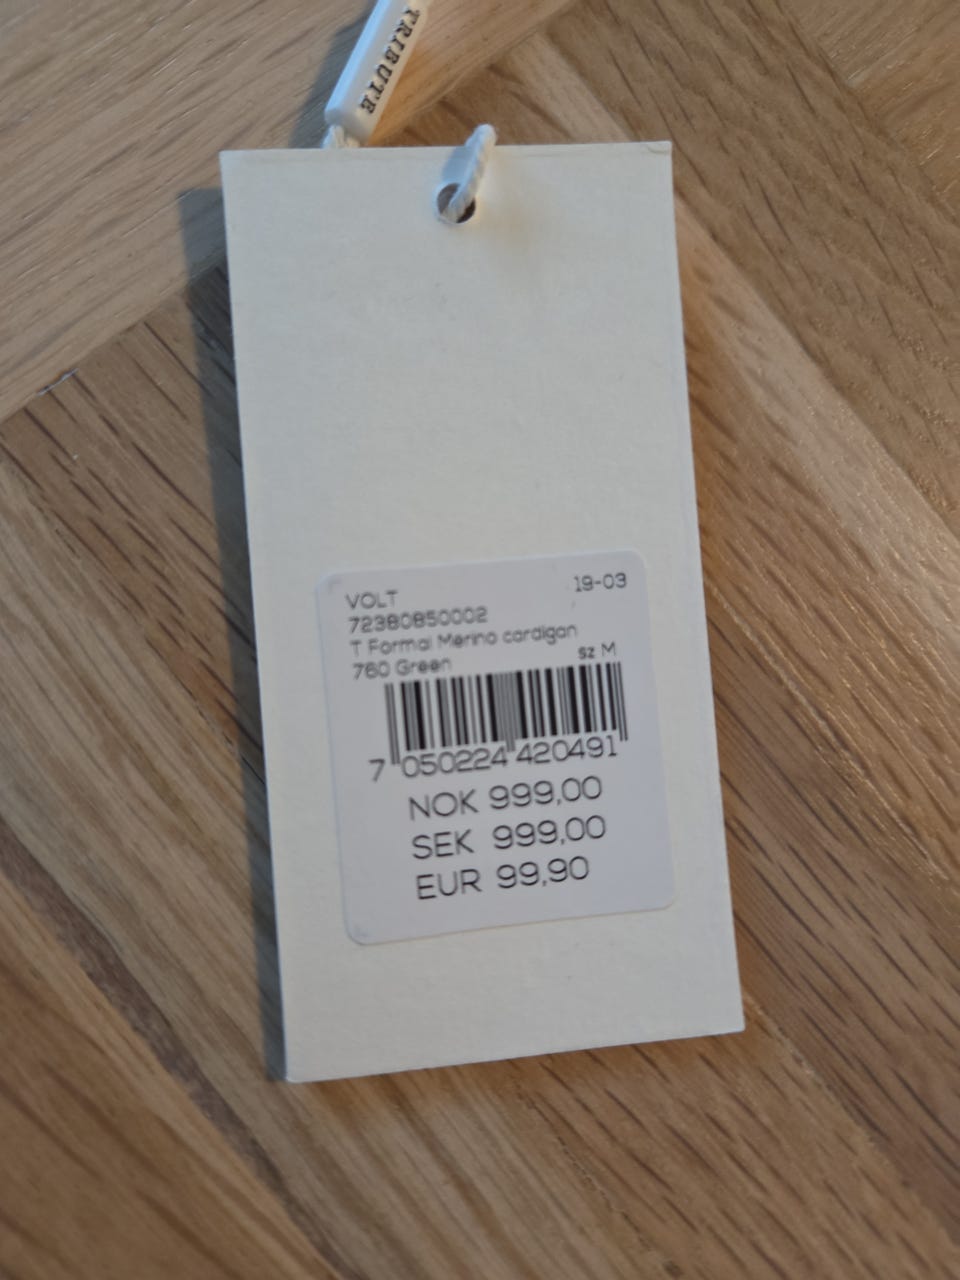 TRIBUTE
VOLT 19-03
72380850002
T Formal Merino cardigan
760 Green sz M
7 050224 420491
NOK 999,00
SEK 999,00
EUR 99,90